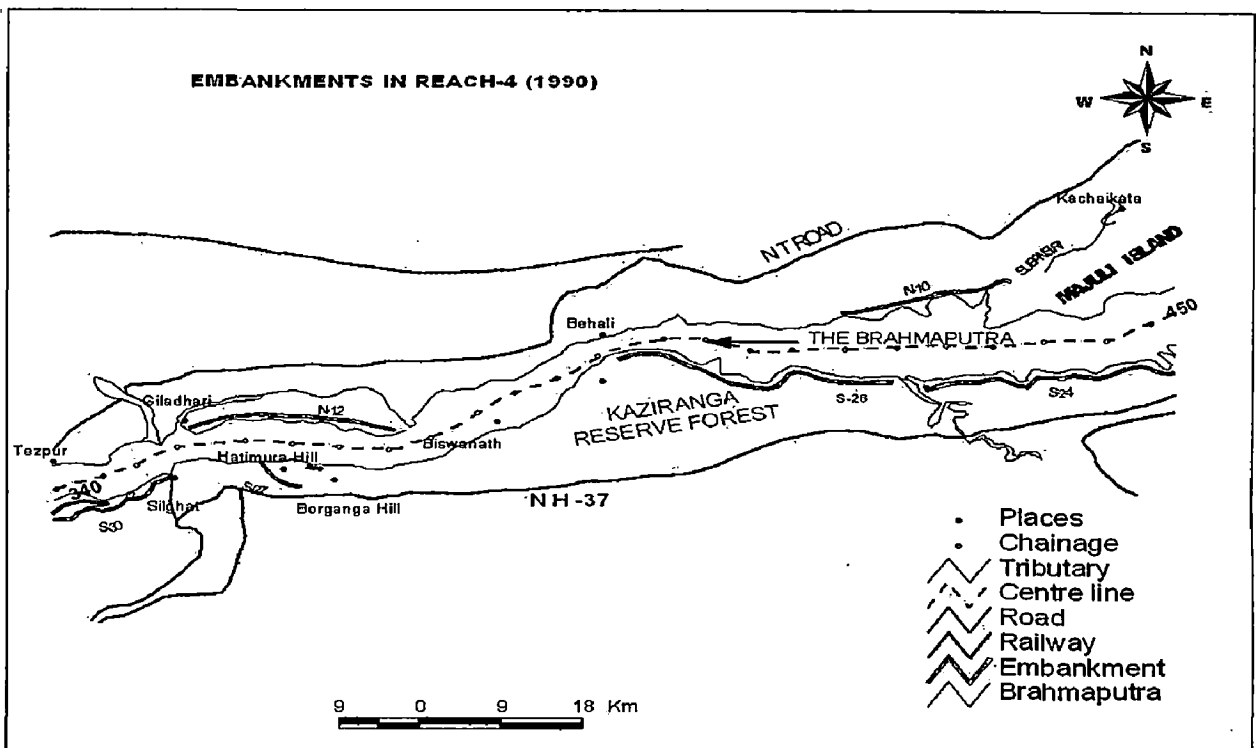 EMBANKMENTS IN REACH-4 (1990)
N
W E
S
Kachaikata
N T ROAD
SUBANSIRI
MAJULI ISLAND
N-10
450
Behali
THE BRAHMAPUTRA
Giladhari
N-12
KAZIRANGA
RESERVE FOREST
S-26
S-24
Tezpur
Biswanath
Hatimura Hill
340
Silghat
S-27
Borganga Hill
N H -37
S-30
Places
Chainage
Tributary
Centre line
Road
Railway
Embankment
Brahmaputra
9 0 9 18 Km